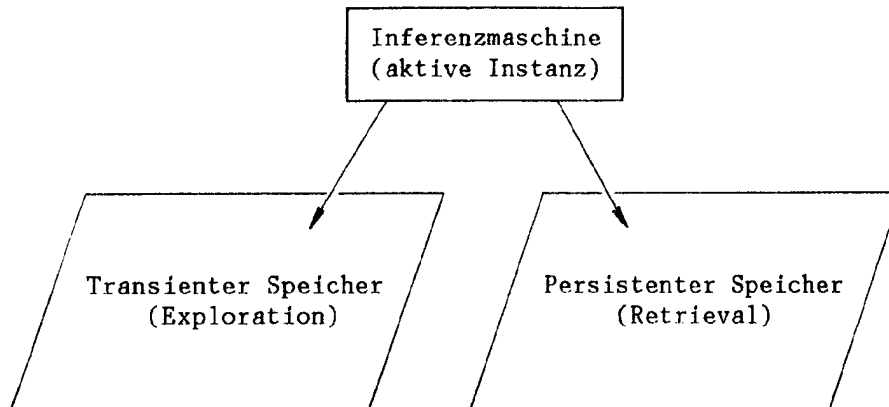 Inferenzmaschine
(aktive Instanz)
Transienter Speicher
(Exploration)
Persistenter Speicher
(Retrieval)